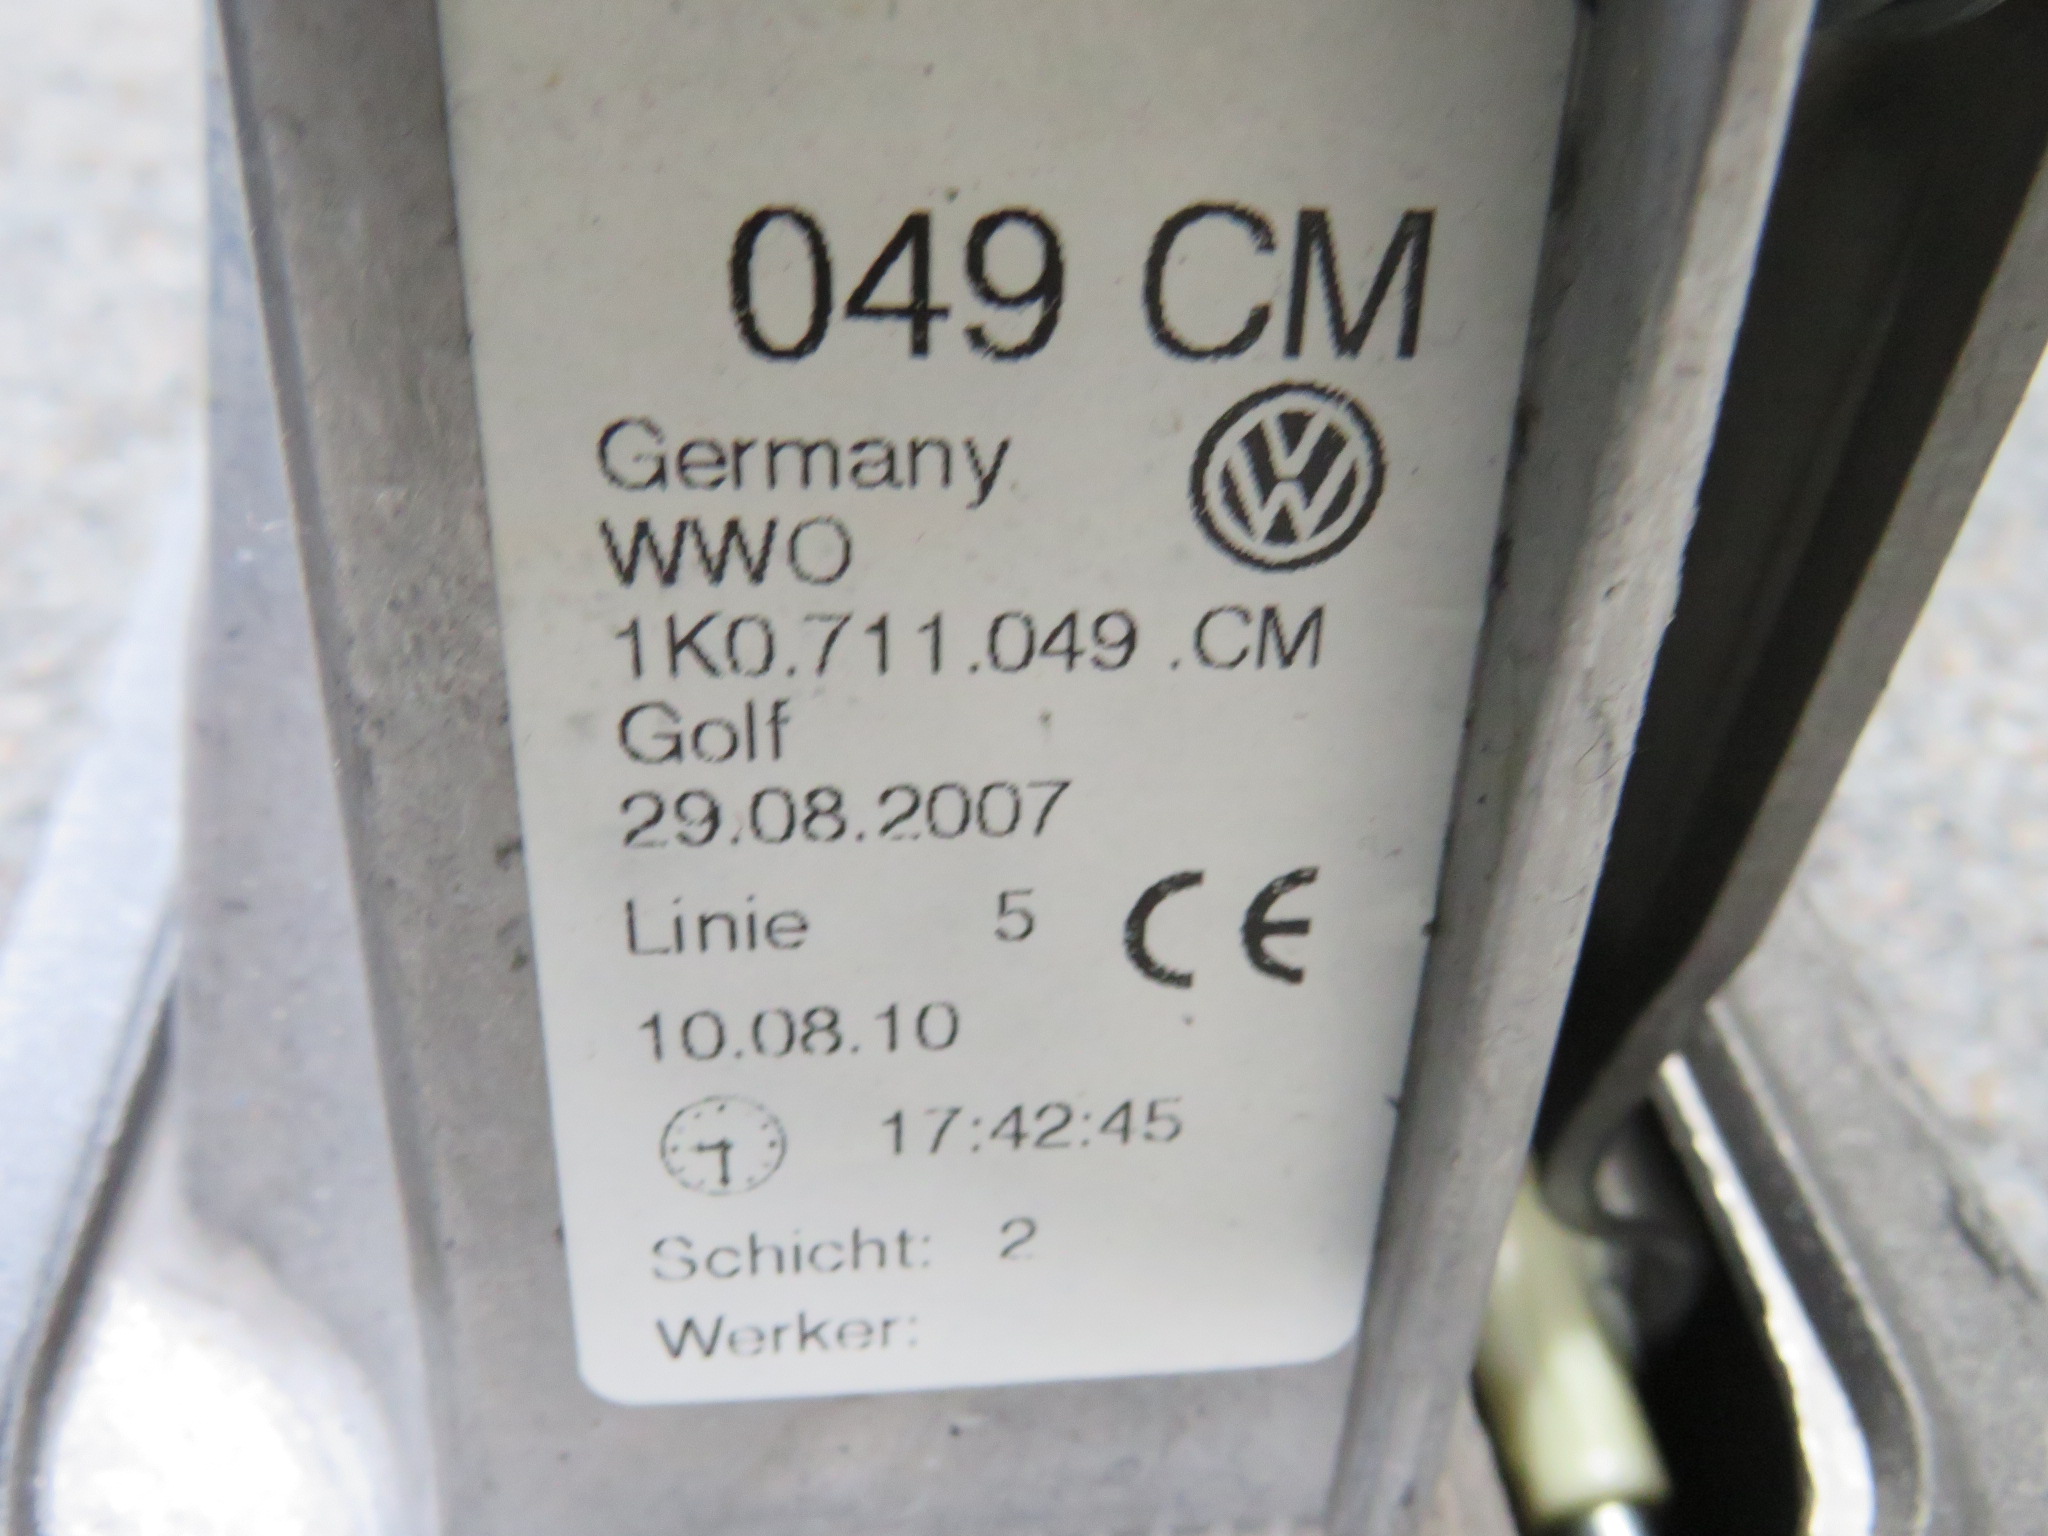 049 CM
Germany
WWO
1K0.711.049 .CM
Golf
29.08.2007
Linie 5 CE
10.08.10
17:42:45
Schicht: 2
Werker: